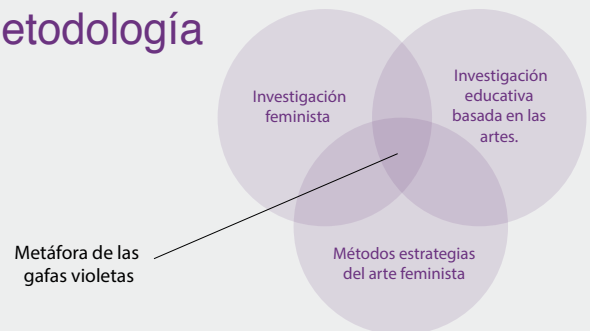 etodología
Investigación
feminista
Investigación
educativa
basada en las
artes.
Métodos estrategias
del arte feminista
Metáfora de las
gafas violetas